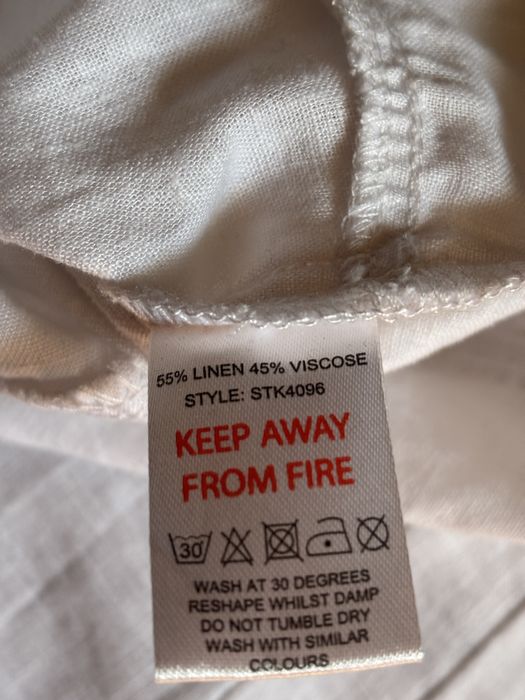 55% LINEN 45% VISCOSE
STYLE: STK4096
KEEP AWAY
FROM FIRE
30
WASH AT 30 DEGREES
RESHAPE WHILST DAMP
DO NOT TUMBLE DRY
WASH WITH SIMILAR
COLOURS